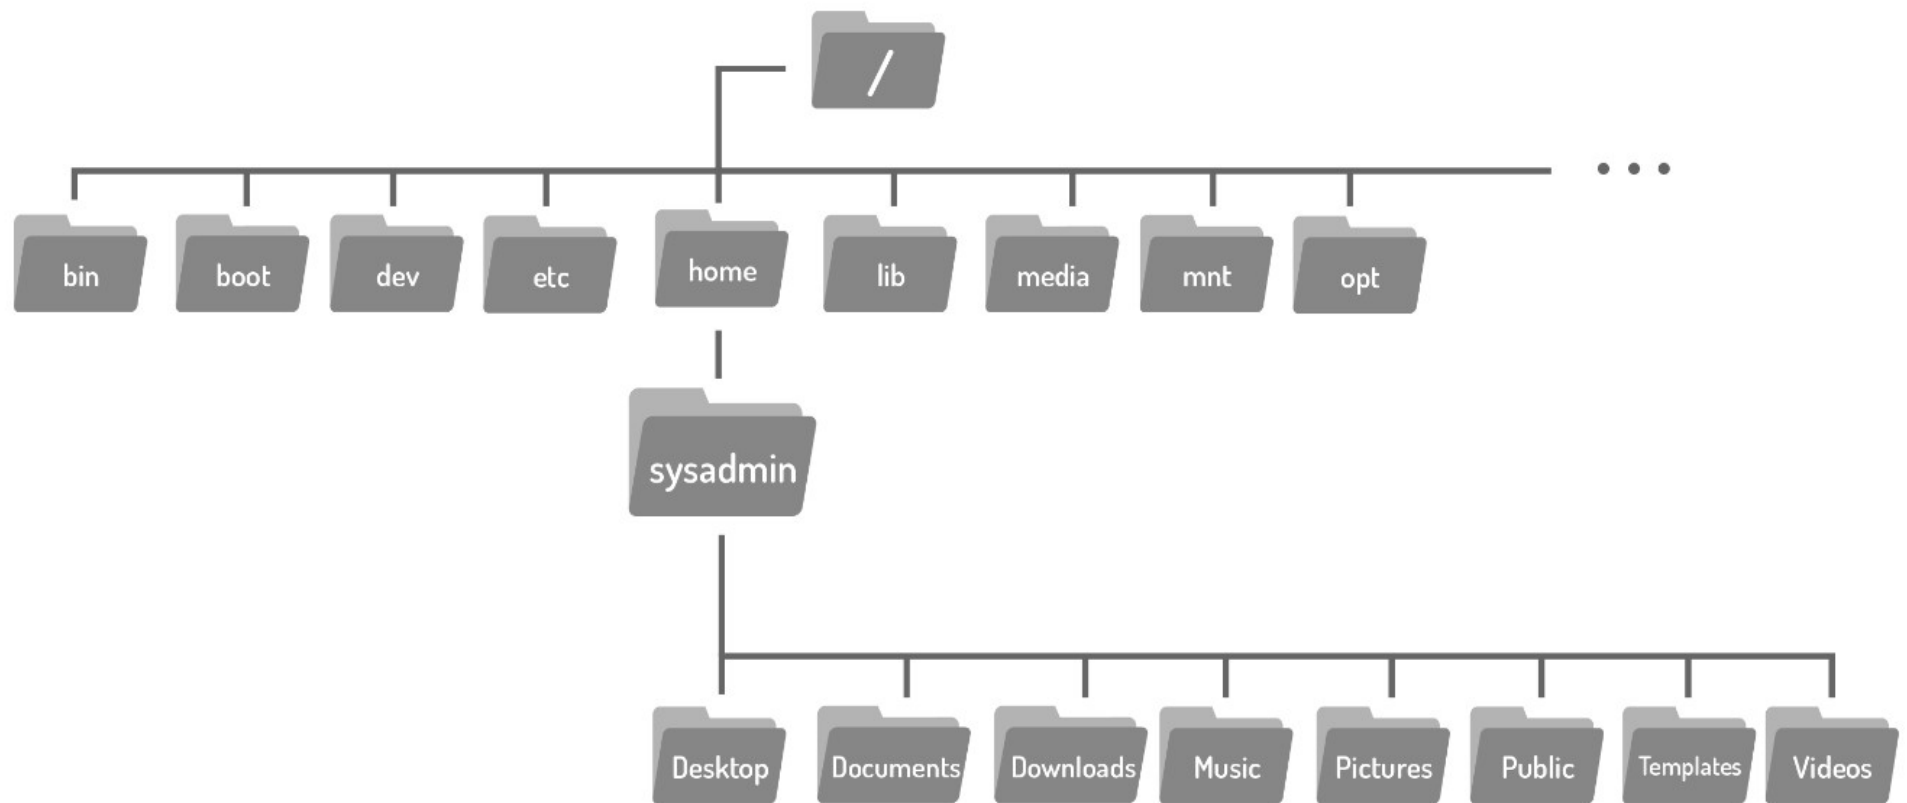 /
bin
boot
dev
etc
home
lib
media
mnt
opt
sysadmin
Desktop
Documents
Downloads
Music
Pictures
Public
Templates
Videos